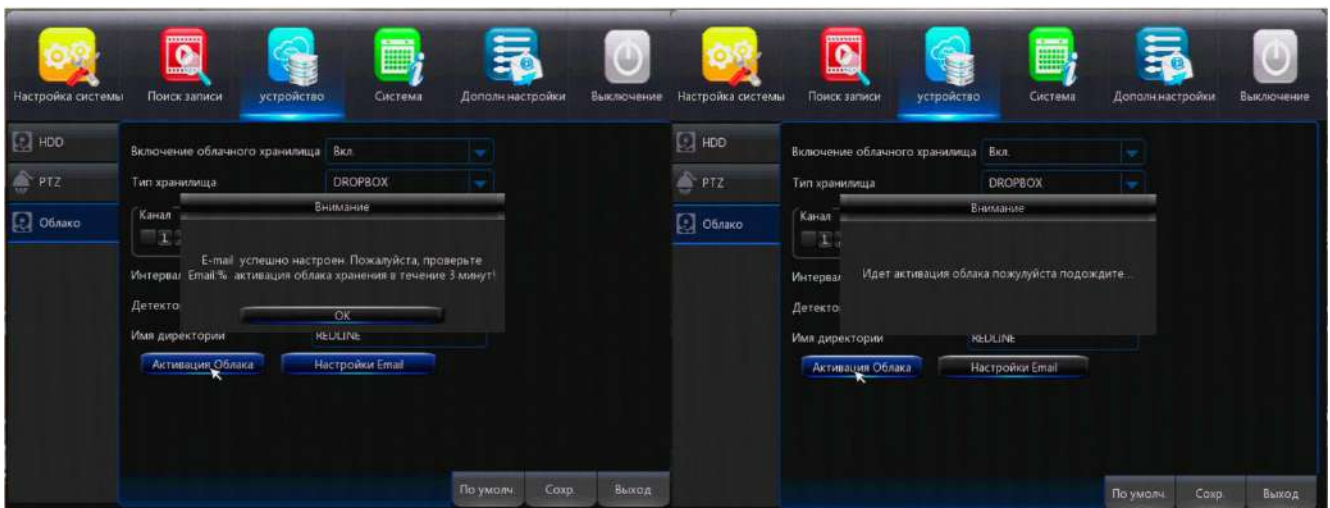 Настройка системы Поиск записи устройство Система Дополн.настройки Выключение
HDD
PTZ
Облако
Включение облачного хранилища Вкл.
Тип хранилища DROPBOX
Внимание
Канал
1
E-mail успешно настроен. Пожалуйста, проверьте
Email:% активация облака хранения в течение 3 минут!
Интервал
Детекто
OK
Имя директории REDLINE
Активация Облака Настройки Email
По умолч. Сохр. Выход
Настройка системы Поиск записи устройство Система Дополн.настройки Выключение
HDD
PTZ
Облако
Включение облачного хранилища Вкл.
Тип хранилища DROPBOX
Внимание
Канал
1
Идет активация облака пожулуйста подождите...
Интервал
Детекто
Имя директории REDLINE
Активация Облака Настройки Email
По умолч. Сохр. Выход